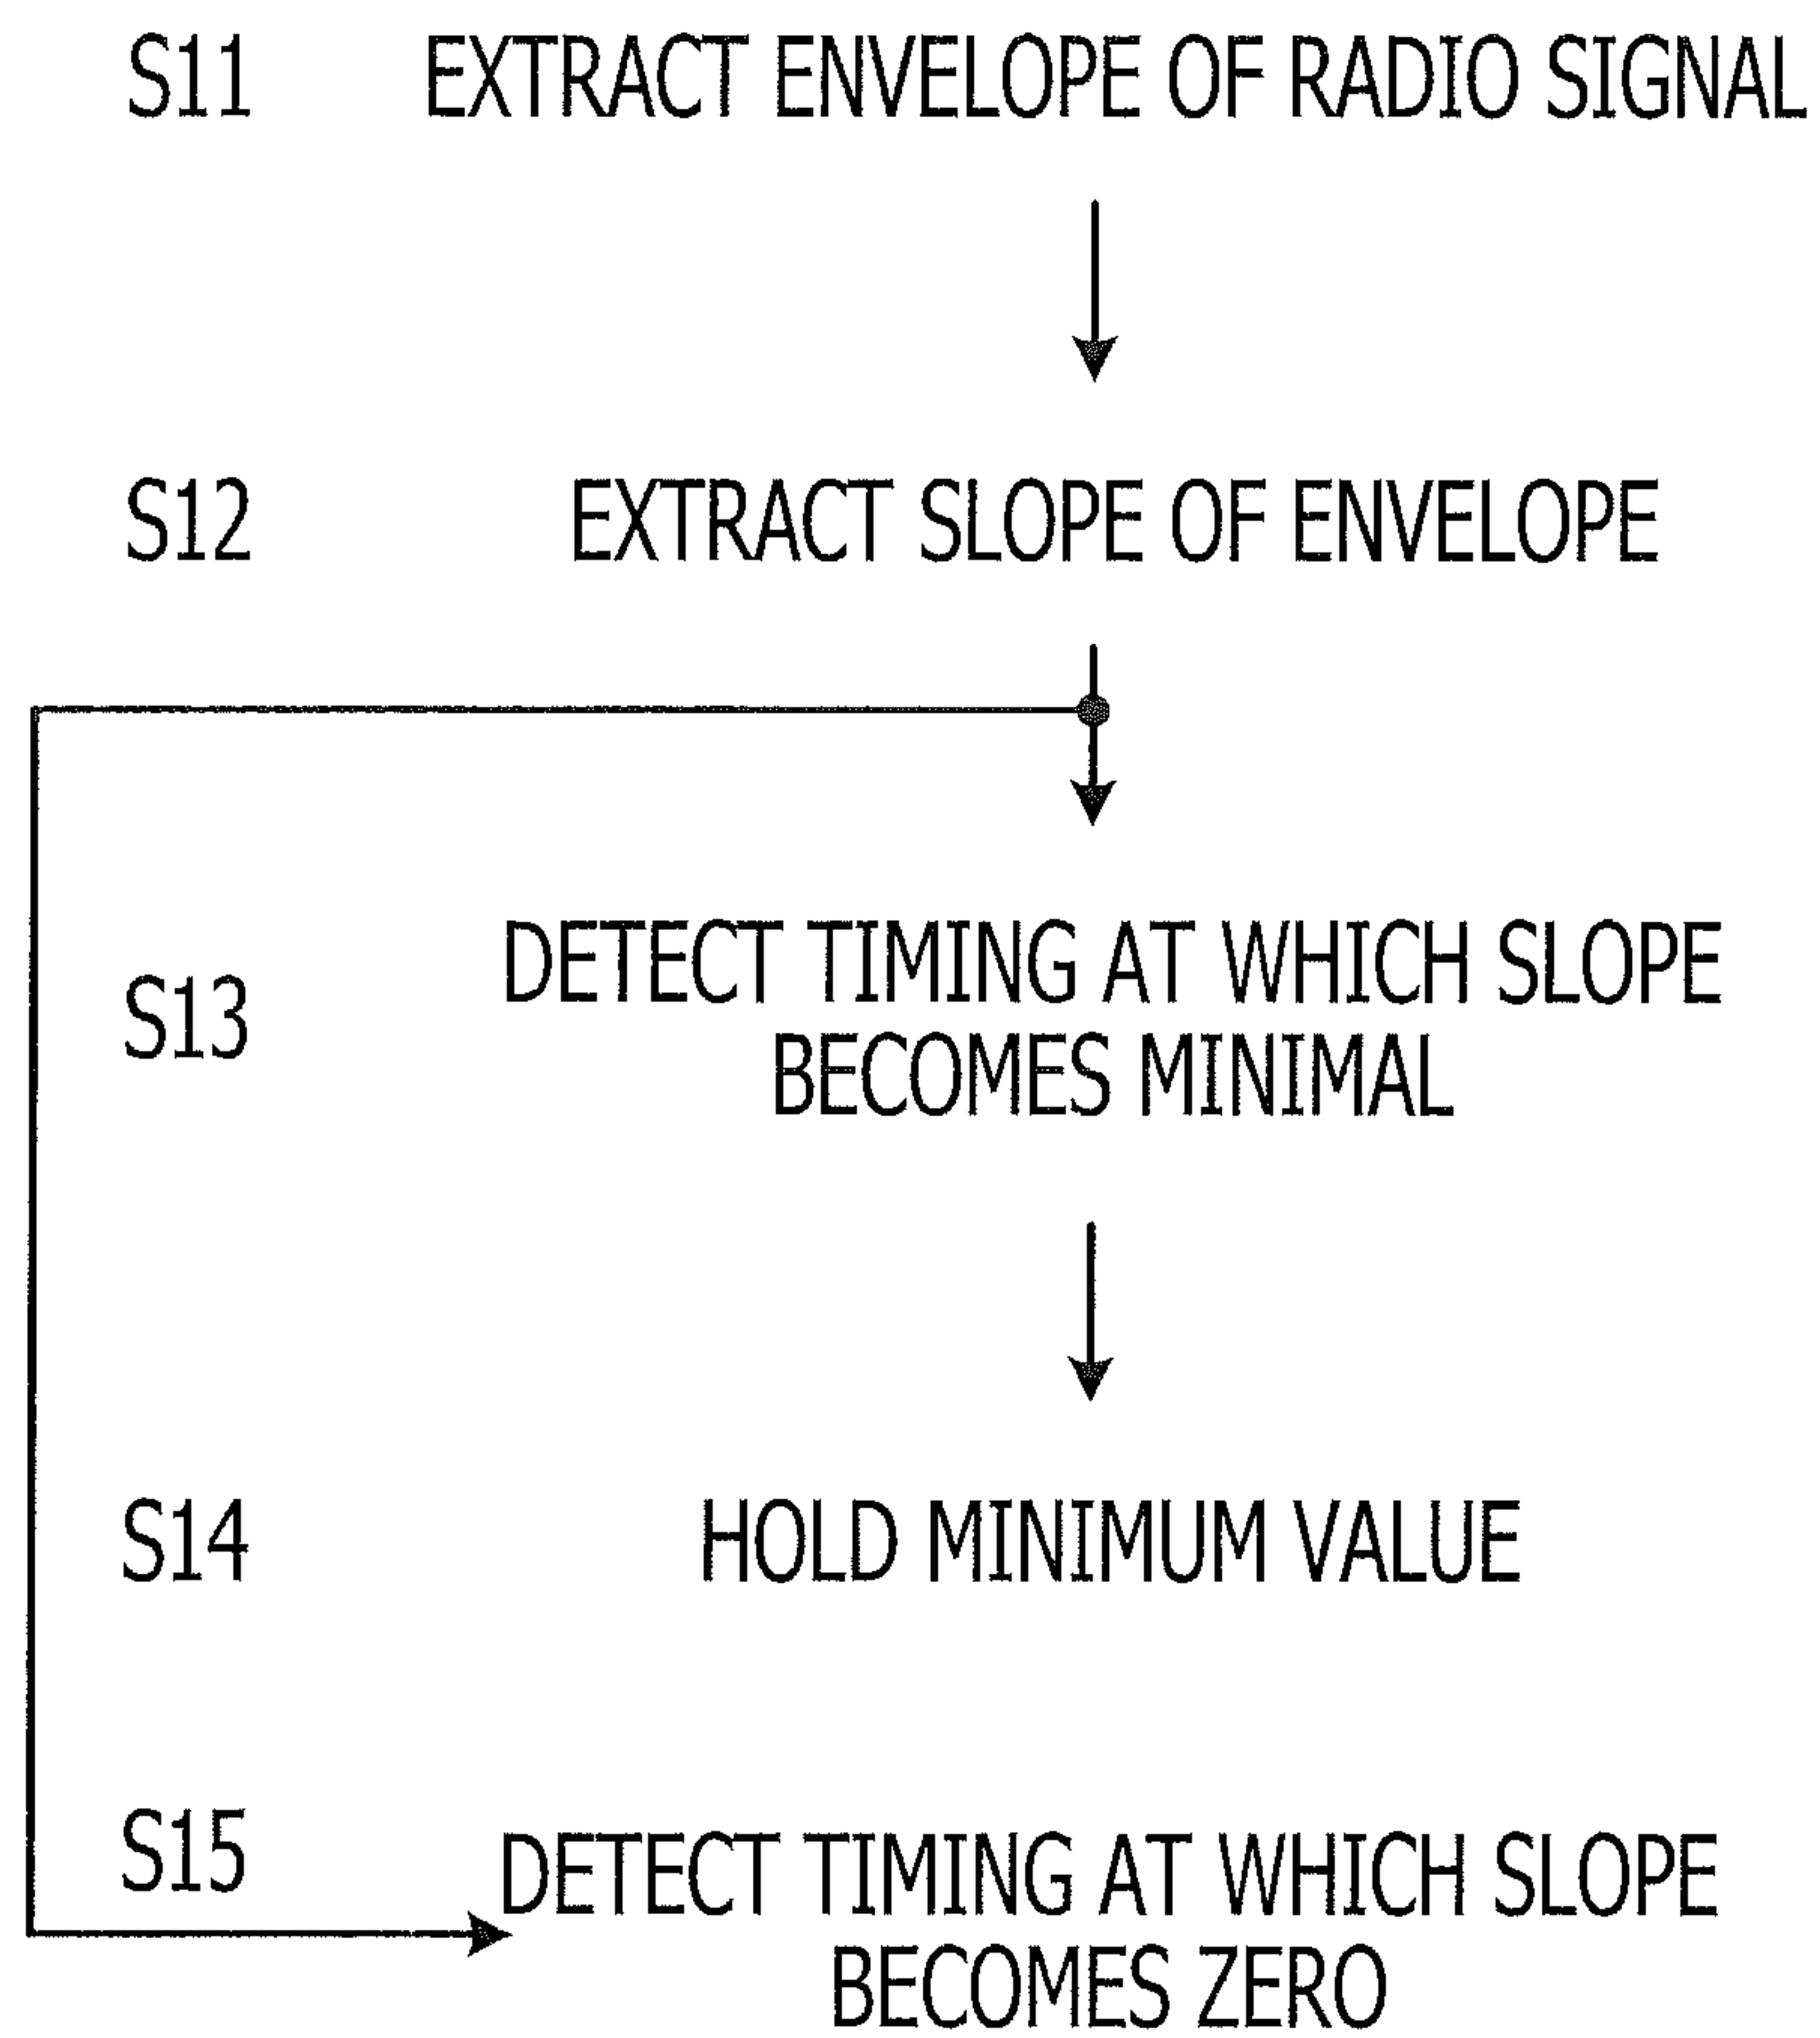 S11 EXTRACT ENVELOPE OF RADIO SIGNAL
S12 EXTRACT SLOPE OF ENVELOPE
S13 DETECT TIMING AT WHICH SLOPE
BECOMES MINIMAL
S14 HOLD MINIMUM VALUE
S15 DETECT TIMING AT WHICH SLOPE
BECOMES ZERO